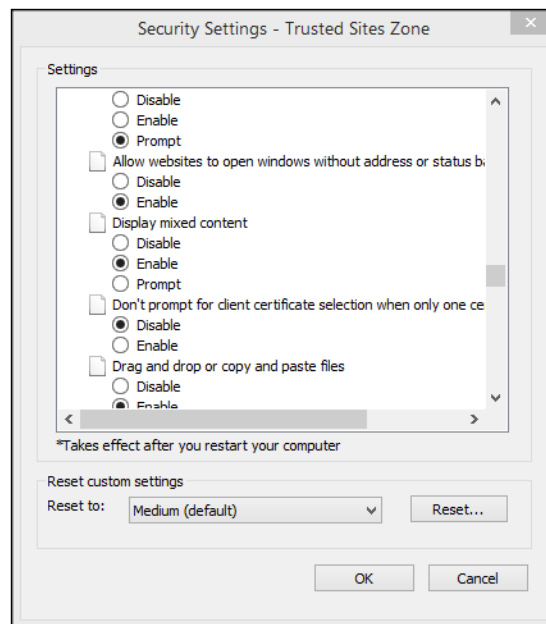 Security Settings - Trusted Sites Zone
Settings
Disable
Enable
Prompt
Allow websites to open windows without address or status ba
Disable
Enable
Display mixed content
Disable
Enable
Prompt
Don't prompt for client certificate selection when only one ce
Disable
Enable
Drag and drop or copy and paste files
Disable
Enable
*Takes effect after you restart your computer
Reset custom settings
Reset to:
Medium (default)
Reset...
OK
Cancel